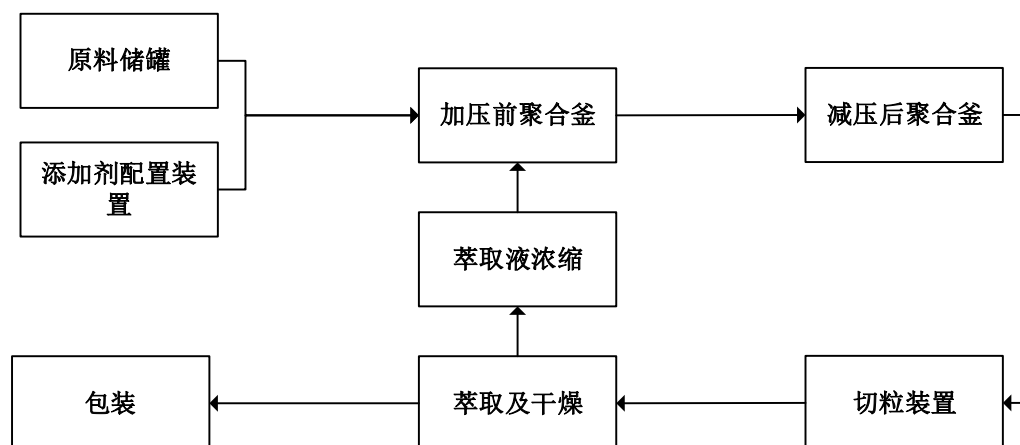 原料储罐
加压前聚合釜
减压后聚合釜
添加剂配置装
置
萃取液浓缩
包装
萃取及干燥
切粒装置